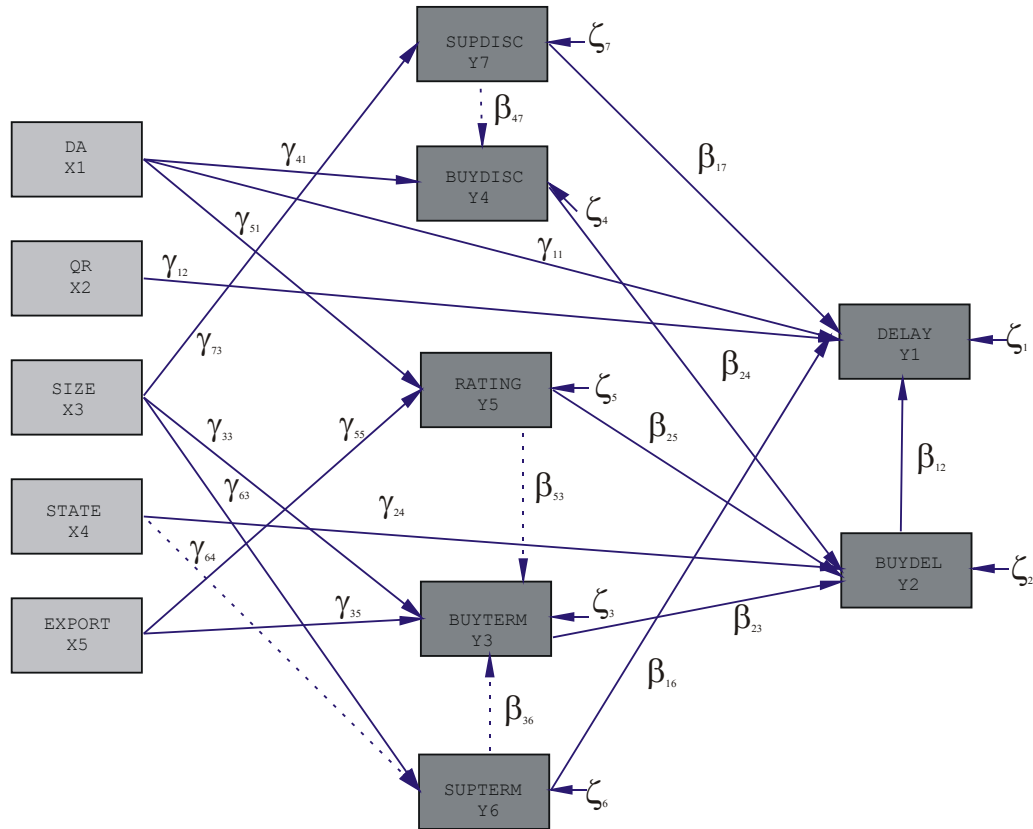 SUPDISC
Y7
ζ7
β47
DA
X1
γ41
BUYDISC
Y4
ζ4
β17
γ51
γ11
QR
X2
γ12
DELAY
Y1
ζ1
γ73
SIZE
X3
RATING
Y5
ζ5
β24
γ33
γ55
β25
β12
γ63
β53
STATE
X4
γ24
γ64
BUYDEL
Y2
ζ2
EXPORT
X5
γ35
BUYTERM
Y3
ζ3
β23
β16
β36
SUPTERM
Y6
ζ6